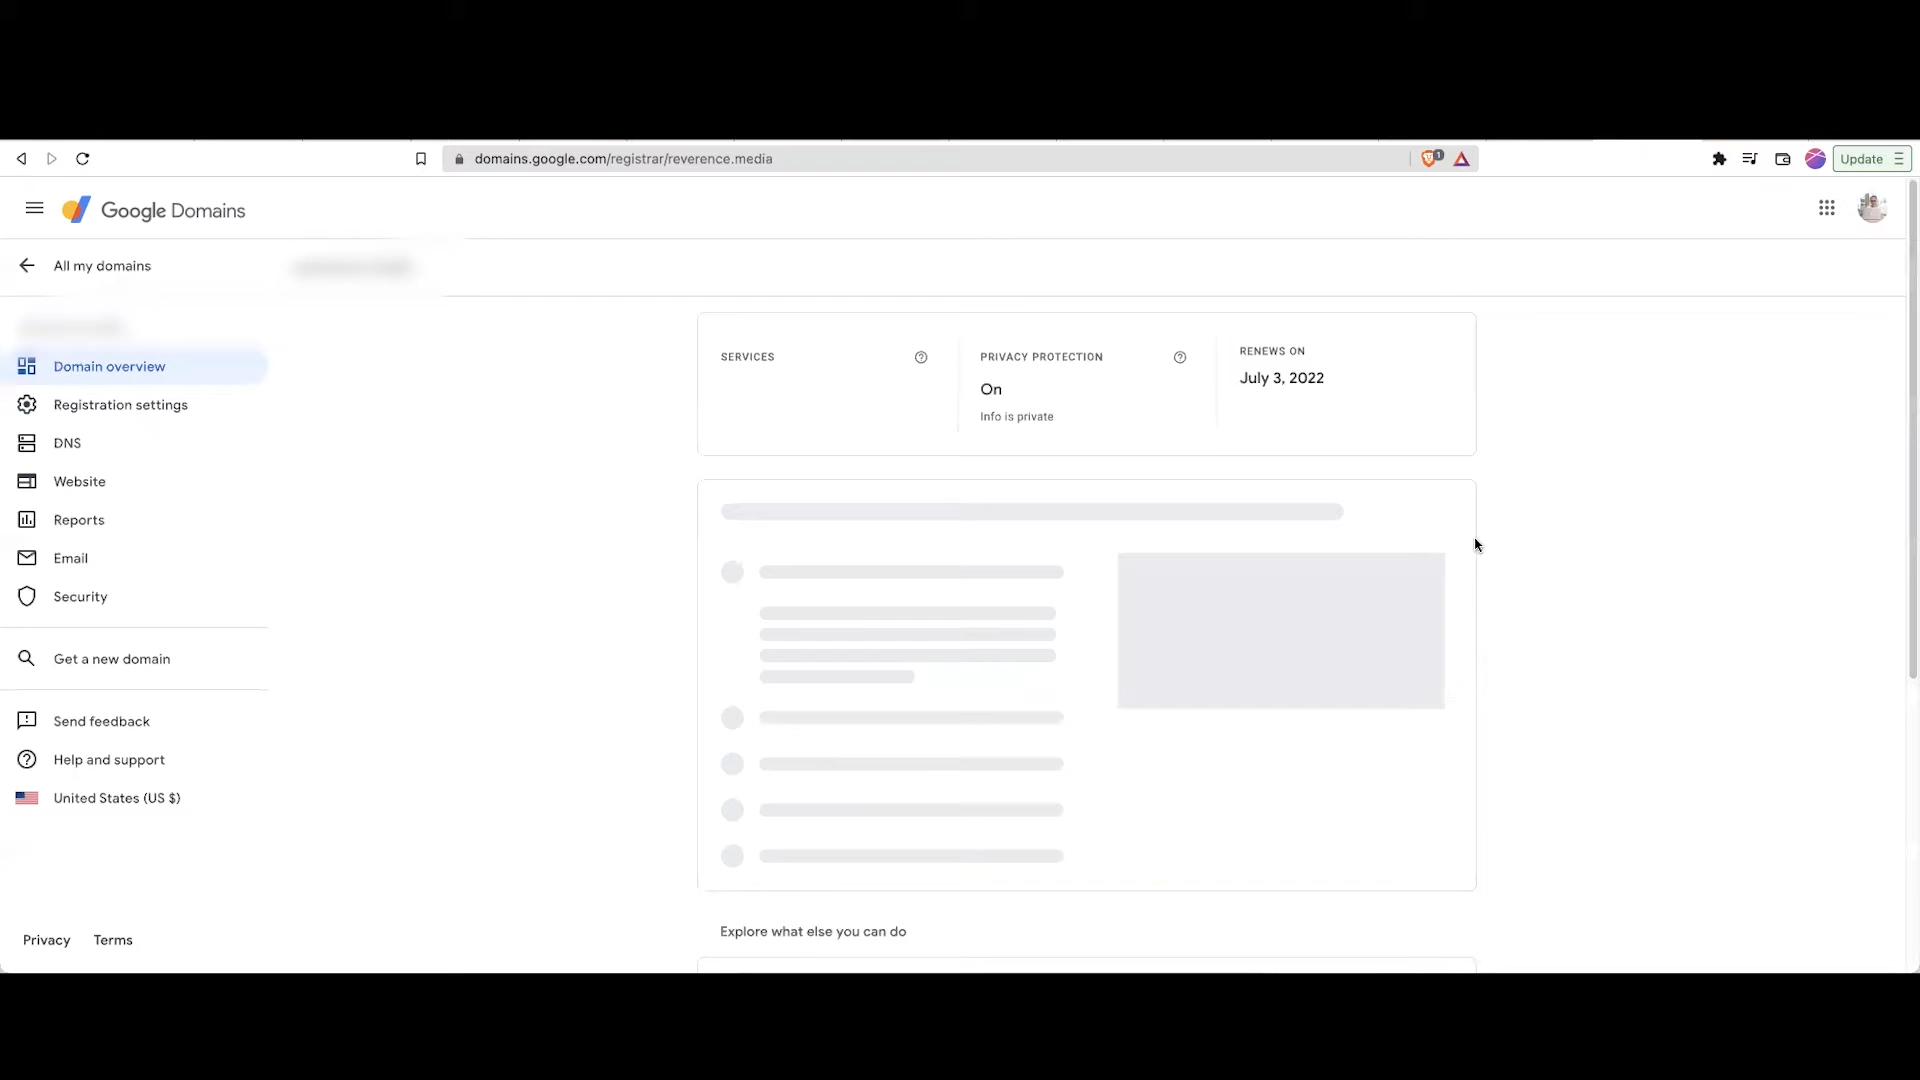 domains.google.com/registrar/reverence.media
1
Update
Google Domains
All my domains
Domain overview
Registration settings
DNS
Website
Reports
Email
Security
Get a new domain
Send feedback
Help and support
United States (US $)
Privacy Terms
SERVICES
PRIVACY PROTECTION
On
Info is private
RENEWS ON
July 3, 2022
Explore what else you can do